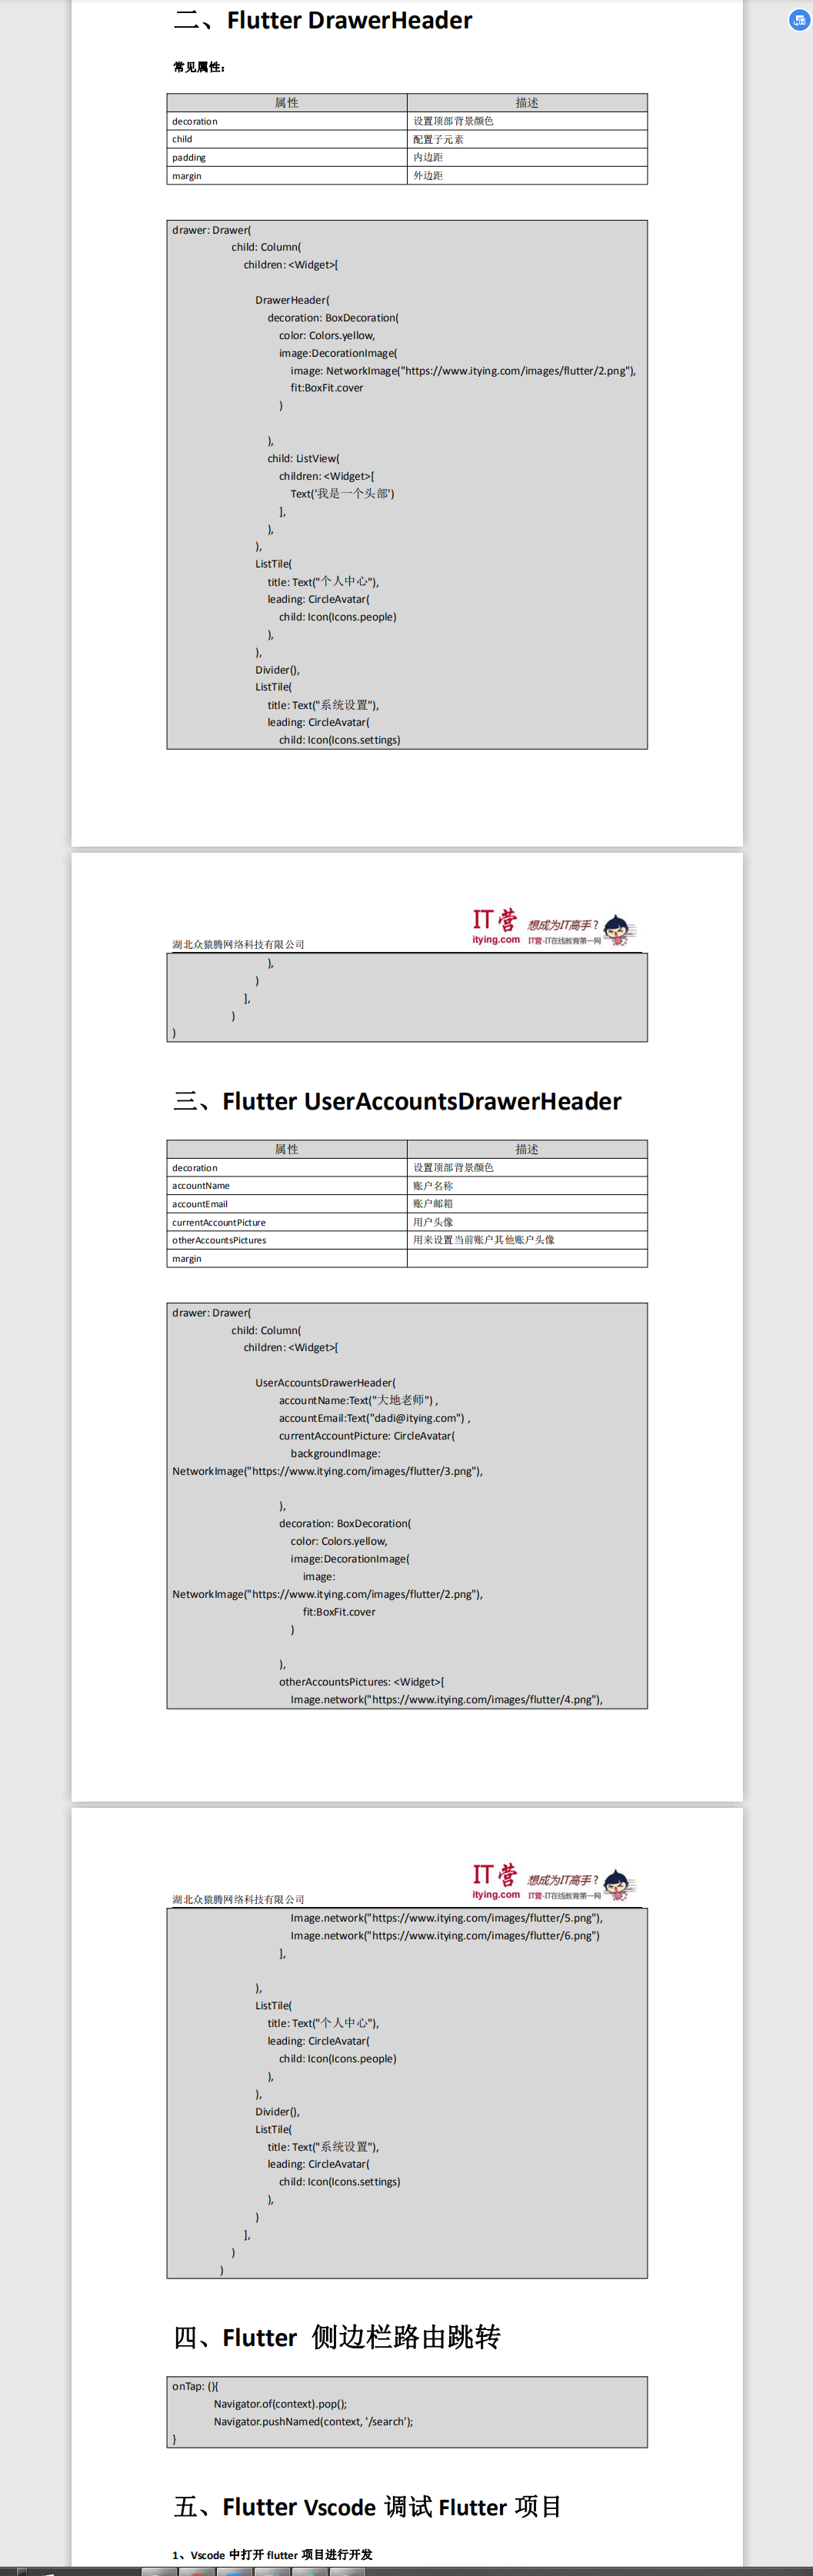 二、Flutter DrawerHeader
常见属性：
属性 描述
decoration 设置顶部背景颜色
child 配置子元素
padding 内边距
margin 外边距
drawer: Drawer(
child: Column(
children: <Widget>[
DrawerHeader(
decoration: BoxDecoration(
color: Colors.yellow,
image:DecorationImage(
image: NetworkImage("https://www.itying.com/images/flutter/2.png"),
fit:BoxFit.cover
)
),
child: ListView(
children: <Widget>[
Text('我是一个头部')
],
),
),
ListTile(
title: Text("个人中心"),
leading: CircleAvatar(
child: Icon(Icons.people)
),
),
Divider(),
ListTile(
title: Text("系统设置"),
leading: CircleAvatar(
child: Icon(Icons.settings)
IT营 想成为IT高手？
itying.com IT营-IT在线教育第一网
湖北众猿腾网络科技有限公司
),
)
],
)
)
三、Flutter UserAccountsDrawerHeader
属性 描述
decoration 设置顶部背景颜色
accountName 账户名称
accountEmail 账户邮箱
currentAccountPicture 用户头像
otherAccountsPictures 用来设置当前账户其他账户头像
margin
drawer: Drawer(
child: Column(
children: <Widget>[
UserAccountsDrawerHeader(
accountName:Text("大地老师") ,
accountEmail:Text("dadi@itying.com") ,
currentAccountPicture: CircleAvatar(
backgroundImage:
NetworkImage("https://www.itying.com/images/flutter/3.png"),
),
decoration: BoxDecoration(
color: Colors.yellow,
image:DecorationImage(
image:
NetworkImage("https://www.itying.com/images/flutter/2.png"),
fit:BoxFit.cover
)
),
otherAccountsPictures: <Widget>[
Image.network("https://www.itying.com/images/flutter/4.png"),
IT营 想成为IT高手？
itying.com IT营-IT在线教育第一网
湖北众猿腾网络科技有限公司
Image.network("https://www.itying.com/images/flutter/5.png"),
Image.network("https://www.itying.com/images/flutter/6.png")
],
),
ListTile(
title: Text("个人中心"),
leading: CircleAvatar(
child: Icon(Icons.people)
),
),
Divider(),
ListTile(
title: Text("系统设置"),
leading: CircleAvatar(
child: Icon(Icons.settings)
),
)
],
)
)
四、Flutter 侧边栏路由跳转
onTap: (){
Navigator.of(context).pop();
Navigator.pushNamed(context, '/search');
}
五、Flutter Vscode 调试 Flutter 项目
1、Vscode 中打开 flutter 项目进行开发